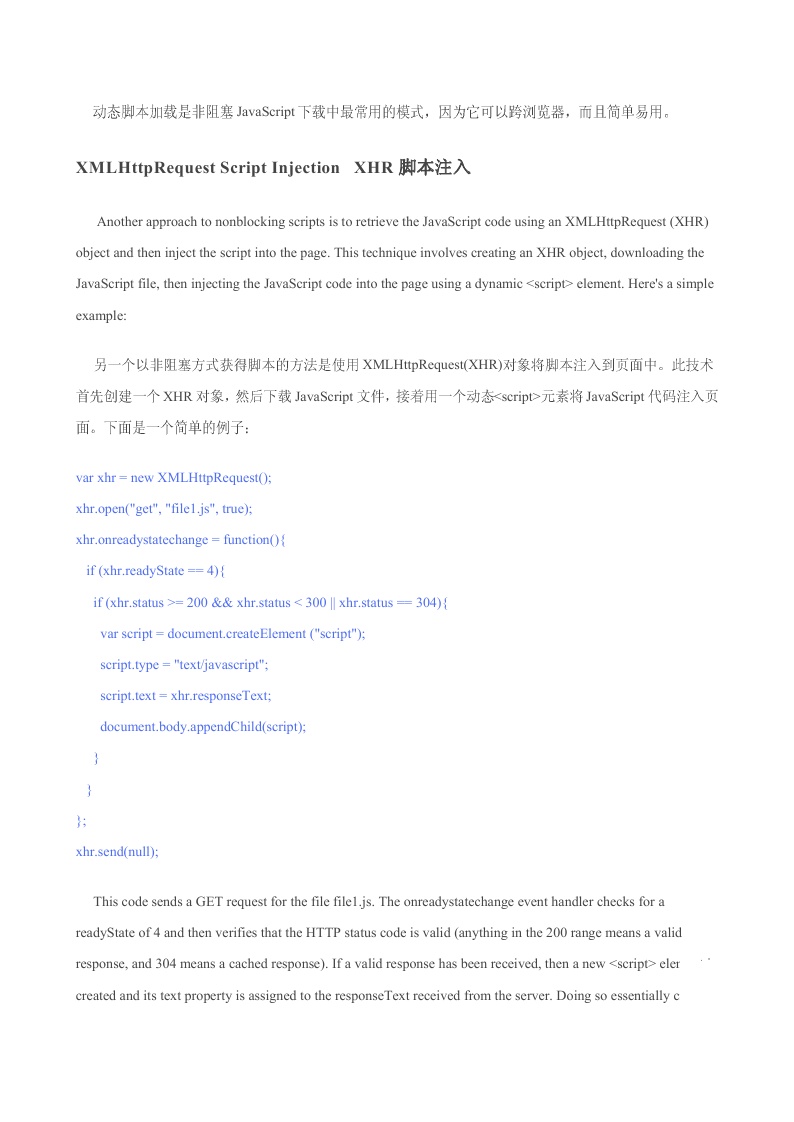 动态脚本加载是非阻塞 JavaScript 下载中最常用的模式，因为它可以跨浏览器，而且简单易用。
XMLHttpRequest Script Injection XHR 脚本注入
Another approach to nonblocking scripts is to retrieve the JavaScript code using an XMLHttpRequest (XHR)
object and then inject the script into the page. This technique involves creating an XHR object, downloading the
JavaScript file, then injecting the JavaScript code into the page using a dynamic <script> element. Here's a simple
example:
另一个以非阻塞方式获得脚本的方法是使用 XMLHttpRequest(XHR)对象将脚本注入到页面中。此技术
首先创建一个 XHR 对象，然后下载 JavaScript 文件，接着用一个动态<script>元素将 JavaScript 代码注入页
面。下面是一个简单的例子：
var xhr = new XMLHttpRequest();
xhr.open("get", "file1.js", true);
xhr.onreadystatechange = function(){
if (xhr.readyState == 4){
if (xhr.status >= 200 && xhr.status < 300 || xhr.status == 304){
var script = document.createElement ("script");
script.type = "text/javascript";
script.text = xhr.responseText;
document.body.appendChild(script);
}
}
};
xhr.send(null);
This code sends a GET request for the file file1.js. The onreadystatechange event handler checks for a
readyState of 4 and then verifies that the HTTP status code is valid (anything in the 200 range means a valid
response, and 304 means a cached response). If a valid response has been received, then a new <script>
created and its text property is assigned to the responseText received from the server. Doing so essentially